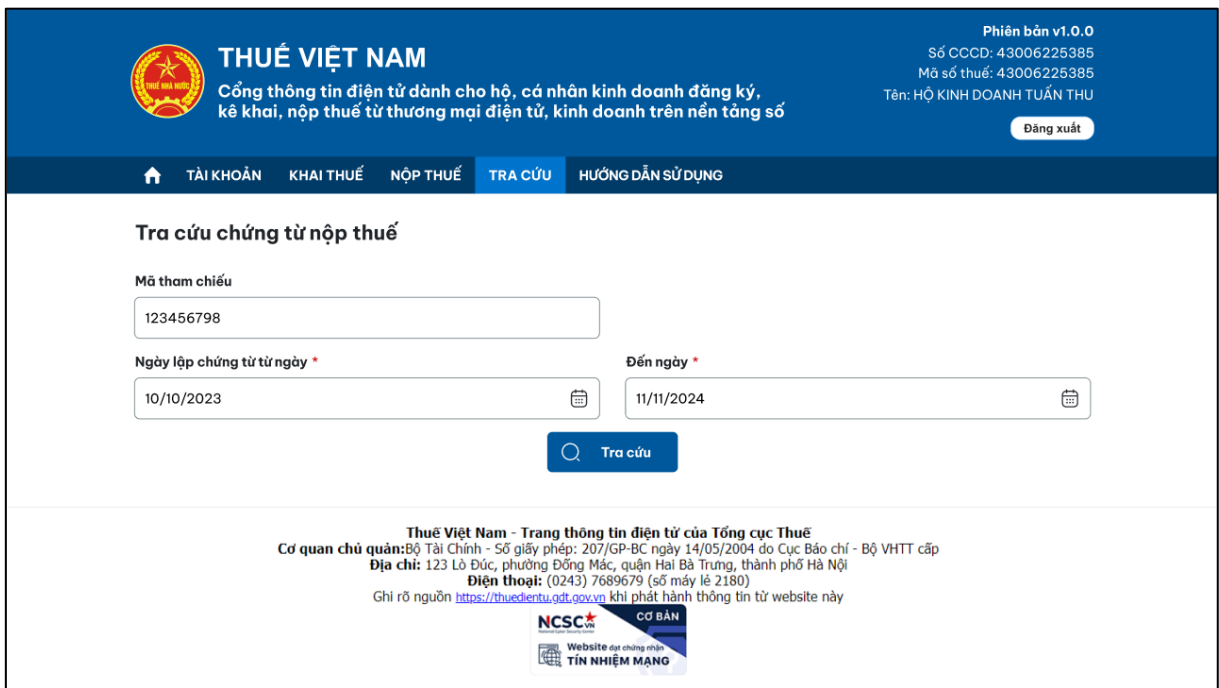 Phiên bản v1.0.0
Số CCCD: 43006225385
Mã số thuế: 43006225385
Tên: HỘ KINH DOANH TUẤN THU
Đăng xuất
THUẾ NHÀ NƯỚC
THUẾ VIỆT NAM
Cổng thông tin điện tử dành cho hộ, cá nhân kinh doanh đăng ký,
kê khai, nộp thuế từ thương mại điện tử, kinh doanh trên nền tảng số
TÀI KHOẢN KHAI THUẾ NỘP THUẾ TRA CỨU HƯỚNG DẪN SỬ DỤNG
Tra cứu chứng từ nộp thuế
Mã tham chiếu
123456798
Ngày lập chứng từ từ ngày * Đến ngày *
10/10/2023 11/11/2024
Tra cứu
Thuế Việt Nam - Trang thông tin điện tử của Tổng cục Thuế
Cơ quan chủ quản:Bộ Tài Chính - Số giấy phép: 207/GP-BC ngày 14/05/2004 do Cục Báo chí - Bộ VHTT cấp
Địa chỉ: 123 Lò Đúc, phường Đống Mác, quận Hai Bà Trưng, thành phố Hà Nội
Điện thoại: (0243) 7689679 (số máy lẻ 2180)
Ghi rõ nguồn https://thuedientu.gdt.gov.vn khi phát hành thông tin từ website này
NCSC.VN CƠ BẢN
National Cyber Security Center
Website đạt chứng nhận
TÍN NHIỆM MẠNG